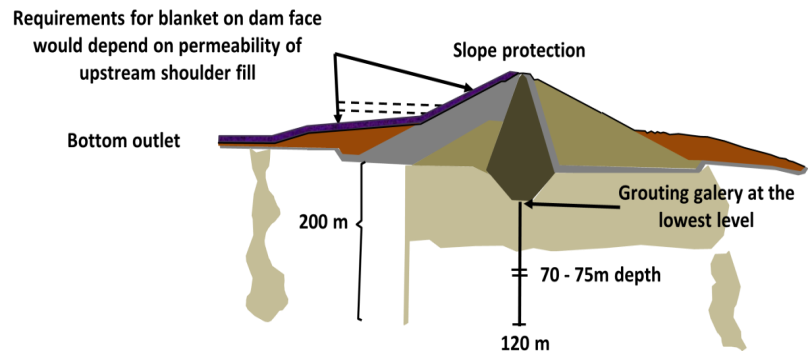 Requirements for blanket on dam face
would depend on permeability of
upstream shoulder fill
Slope protection
Bottom outlet
Grouting galery at the
lowest level
200 m
70 - 75m depth
120 m